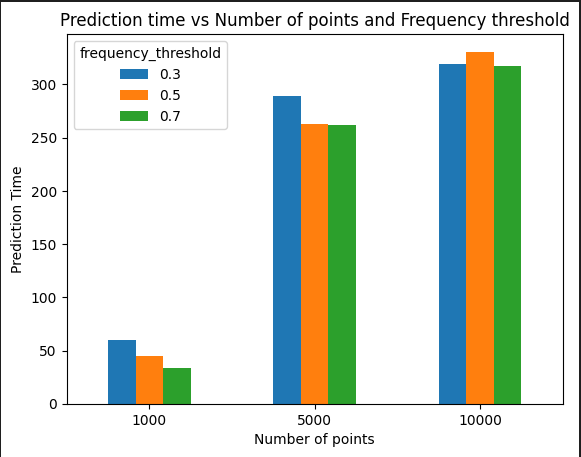 Prediction time vs Number of points and Frequency threshold
frequency_threshold
0.3
0.5
0.7
Prediction Time
300
250
200
150
100
50
0
1000 5000 10000
Number of points